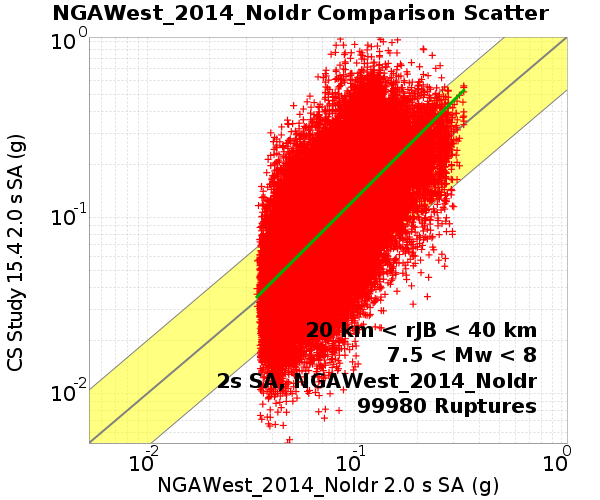 NGAWest_2014_NoIdr Comparison Scatter
10^0
10^-1
10^-2
CS Study 15.4 2.0 s SA (g)
20 km < rJB < 40 km
7.5 < Mw < 8
2s SA, NGAWest_2014_NoIdr
99980 Ruptures
10^-2 10^-1 10^0
NGAWest_2014_NoIdr 2.0 s SA (g)